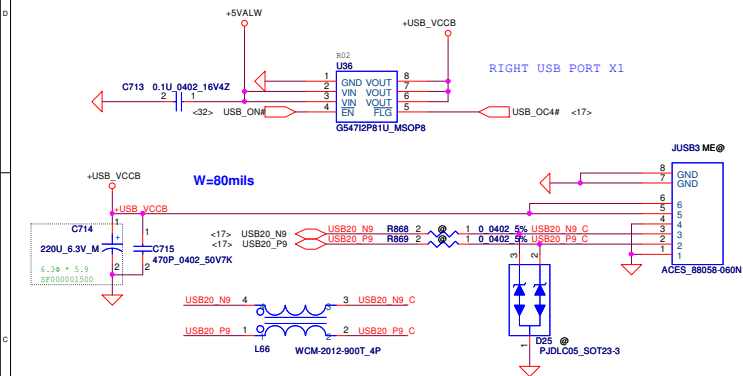 D
+5VALW
+USB_VCCB
R02
U36
RIGHT USB PORT X1
C713 0.1U_0402_16V4Z
2 1
1 GND VOUT 8
2 VIN VOUT 7
3 VIN VOUT 6
4 EN FLG 5
<32> USB_ON#
USB_OC4# <17>
G547I2P81U_MSOP8
JUSB3 ME@
+USB_VCCB
W=80mils
8 GND
7 GND
+USB_VCCB
6 6
5 5
4 4
3 3
2 2
1 1
C714
1
1
+
220U_6.3V_M
2
C715
470P_0402_50V7K
2
6.3Φ * 5.9
SF000001500
<17> USB20_N9 USB20_N9 R868 2 @ 1 0_0402_5% USB20_N9_C
<17> USB20_P9 USB20_P9 R869 2 @ 1 0_0402_5% USB20_P9_C
ACES_88058-060N
3 2
USB20_N9 4 3 USB20_N9_C
USB20_P9 1 2 USB20_P9_C
L66 WCM-2012-900T_4P
1
D25 @
PJDLC05_SOT23-3
C